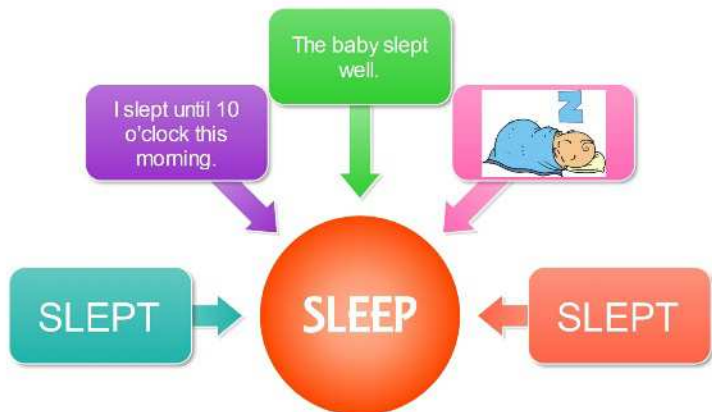 The baby slept
well.
I slept until 10
o'clock this
morning.
Z
SLEPT
SLEEP
SLEPT